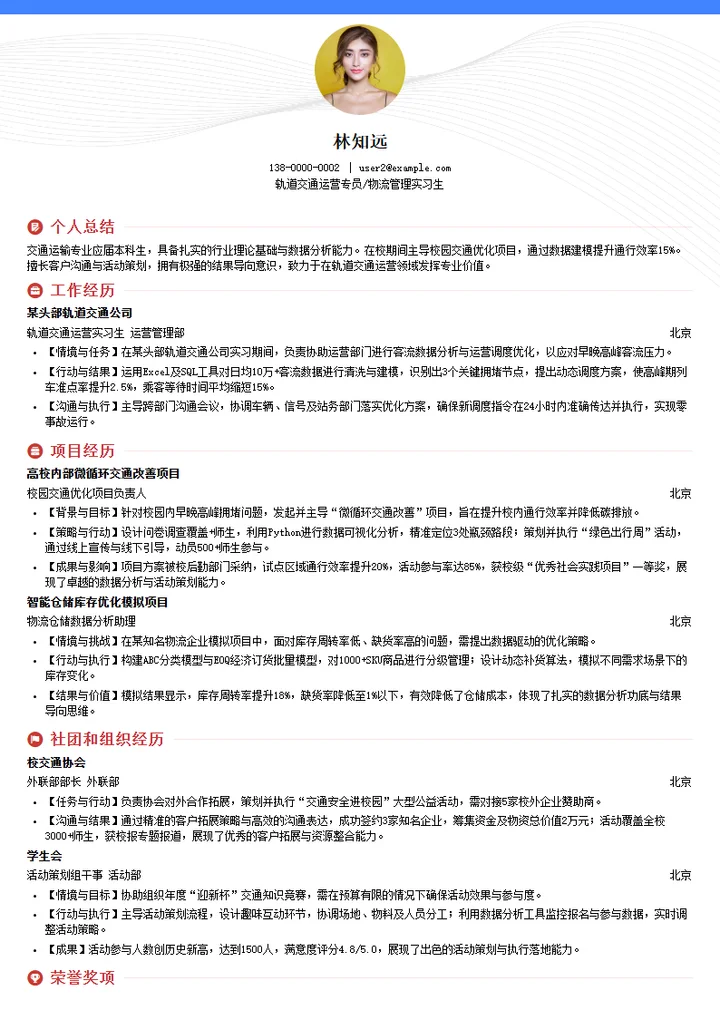 林知远
138-0000-0002 | user2@example.com
轨道交通运营专员/物流管理实习生
个人总结
交通运输专业应届本科生，具备扎实的行业理论基础与数据分析能力。在校期间主导校园交通优化项目，通过数据建模提升通行效率15%。
擅长客户沟通与活动策划，拥有极强的结果导向意识，致力于在轨道交通运营领域发挥专业价值。
工作经历
某头部轨道交通公司
轨道交通运营实习生 运营管理部 北京
• 【情境与任务】在某头部轨道交通公司实习期间，负责协助运营部门进行客流数据分析与运营调度优化，以应对早晚高峰客流压力。
• 【行动与结果】运用Excel及SQL工具对日均10万+客流数据进行清洗与建模，识别出3个关键拥堵节点，提出动态调度方案，使高峰期列
车准点率提升2.5%，乘客等待时间平均缩短15%。
• 【沟通与执行】主导跨部门沟通会议，协调车辆、信号及站务部门落实优化方案，确保新调度指令在24小时内准确传达并执行，实现零
事故运行。
项目经历
高校内部微循环交通改善项目
校园交通优化项目负责人 北京
• 【背景与目标】针对校园内早晚高峰拥堵问题，发起并主导“微循环交通改善”项目，旨在提升校内通行效率并降低碳排放。
• 【策略与行动】设计问卷调查覆盖+师生，利用Python进行数据可视化分析，精准定位3处瓶颈路段；策划并执行“绿色出行周”活动，
通过线上宣传与线下引导，动员500+师生参与。
• 【成果与影响】项目方案被校后勤部门采纳，试点区域通行效率提升20%，活动参与率达85%，获校级“优秀社会实践项目”一等奖，展
现了卓越的数据分析与活动策划能力。
智能仓储库存优化模拟项目
物流仓储数据分析助理 北京
• 【情境与挑战】在某知名物流企业模拟项目中，面对库存周转率低、缺货率高的问题，需提出数据驱动的优化策略。
• 【行动与执行】构建ABC分类模型与EOQ经济订货批量模型，对1000+SKU商品进行分级管理；设计动态补货算法，模拟不同需求场景下的
库存变化。
• 【结果与价值】模拟结果显示，库存周转率提升18%，缺货率降低至1%以下，有效降低了仓储成本，体现了扎实的数据分析功底与结果
导向思维。
社团和组织经历
校交通协会
外联部部长 外联部 北京
• 【任务与行动】负责协会对外合作拓展，策划并执行“交通安全进校园”大型公益活动，需对接5家校外企业赞助商。
• 【沟通与结果】通过精准的客户拓展策略与高效的沟通表达，成功签约3家知名企业，筹集资金及物资总价值2万元；活动覆盖全校
3000+师生，获校报专题报道，展现了优秀的客户拓展与资源整合能力。
学生会
活动策划组干事 活动部 北京
• 【情境与目标】协助组织年度“迎新杯”交通知识竞赛，需在预算有限的情况下确保活动效果与参与度。
• 【行动与执行】主导活动策划流程，设计趣味互动环节，协调场地、物料及人员分工；利用数据分析工具监控报名与参与数据，实时调
整活动策略。
• 【成果】活动参与人数创历史新高，达到1500人，满意度评分4.8/5.0，展现了出色的活动策划与执行落地能力。
荣誉奖项